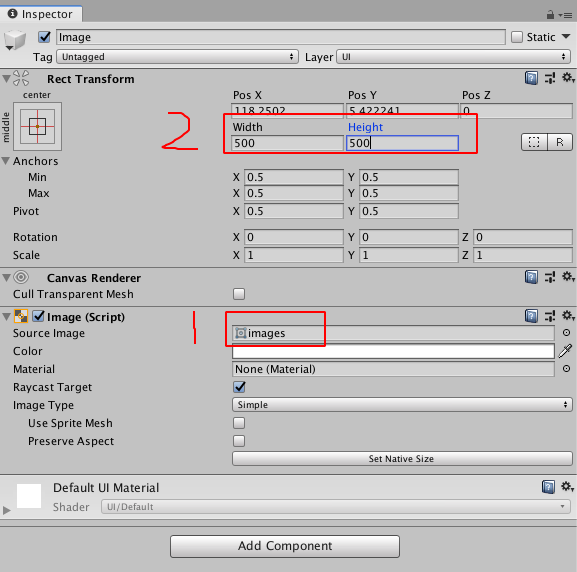 Inspector
Image
Static
Tag Untagged Layer UI
Rect Transform
center
middle
Pos X Pos Y Pos Z
118.2502 5.422241 0
2
Width Height
500 500
R
Anchors
Min X 0.5 Y 0.5
Max X 0.5 Y 0.5
Pivot X 0.5 Y 0.5
Rotation X 0 Y 0 Z 0
Scale X 1 Y 1 Z 1
Canvas Renderer
Cull Transparent Mesh
Image (Script)
1
Source Image images
Color
Material None (Material)
Raycast Target
Image Type Simple
Use Sprite Mesh
Preserve Aspect
Set Native Size
Default UI Material
Shader UI/Default
Add Component